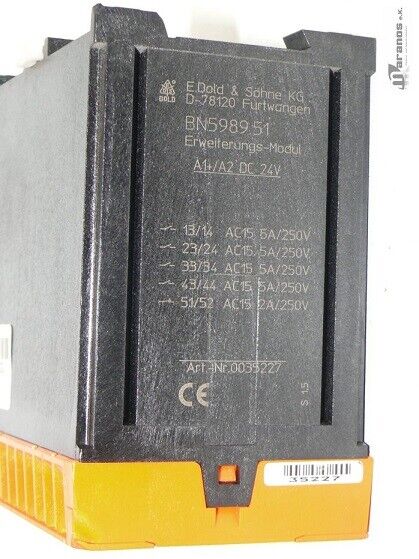 Maranos e.K.
DOLD
E.Dold & Söhne KG
D-78120 Furtwangen
BN5989.51
Erweiterungs-Modul
A1+/A2 DC 24V
13/14 AC15 5A/250V
23/24 AC15 5A/250V
33/34 AC15 5A/250V
43/44 AC15 5A/250V
51/52 AC15 2A/250V
Art.-Nr.0035227
CE
S 15
35227